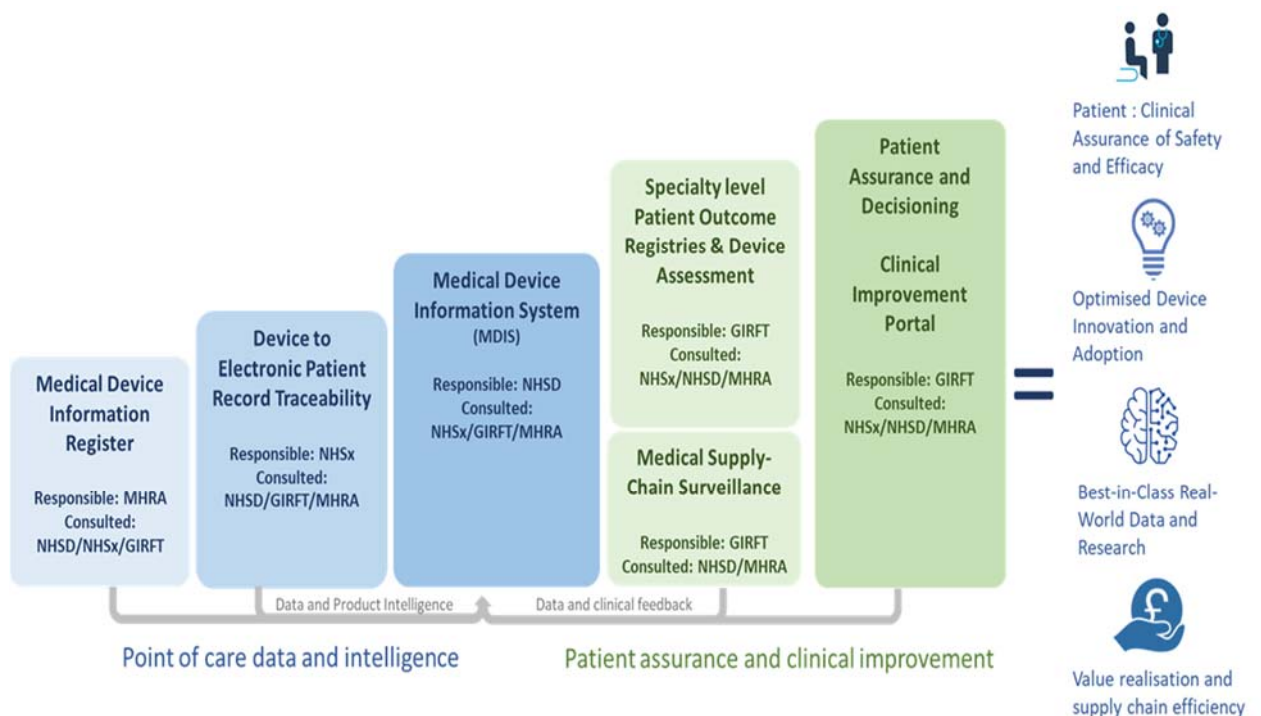 Medical Device
Information
Register
Responsible: MHRA
Consulted:
NHSD/NHSx/GIRFT
Device to
Electronic Patient
Record Traceability
Responsible: NHSx
Consulted:
NHSD/GIRFT/MHRA
Medical Device
Information System
(MDIS)
Responsible: NHSD
Consulted:
NHSx/GIRFT/MHRA
Specialty level
Patient Outcome
Registries & Device
Assessment
Responsible: GIRFT
Consulted:
NHSx/NHSD/MHRA
Medical Supply-
Chain Surveillance
Responsible: GIRFT
Consulted: NHSD/MHRA
Patient
Assurance and
Decisioning
Clinical
Improvement
Portal
Responsible: GIRFT
Consulted:
NHSx/NHSD/MHRA
=
Data and Product Intelligence
Data and clinical feedback
Point of care data and intelligence
Patient assurance and clinical improvement
Patient : Clinical
Assurance of Safety
and Efficacy
Optimised Device
Innovation and
Adoption
Best-in-Class Real-
World Data and
Research
£
Value realisation and
supply chain efficiency